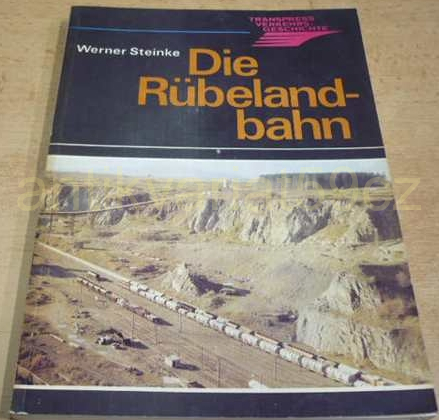 TRANSPRESS
VERKEHRS
GESCHICHTE
Werner Steinke
Die
Rübeland-
bahn